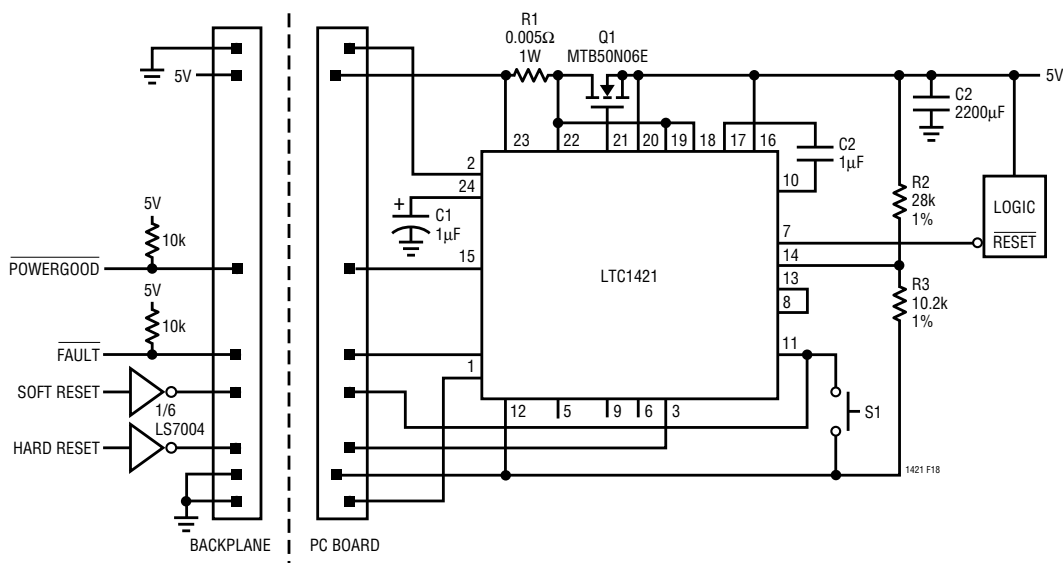 R1
0.005Ω
1W
Q1
MTB50N06E
5V
5V
C2
2200µF
23
22
21
20
19
18
17
16
2
24
+
C1
1µF
10
C2
1µF
R2
28k
1%
LOGIC
RESET
5V
10k
POWERGOOD
15
LTC1421
7
14
13
8
R3
10.2k
1%
5V
10k
FAULT
1
11
SOFT RESET
1/6
LS7004
12
5
9
6
3
S1
HARD RESET
1421 F18
BACKPLANE
PC BOARD